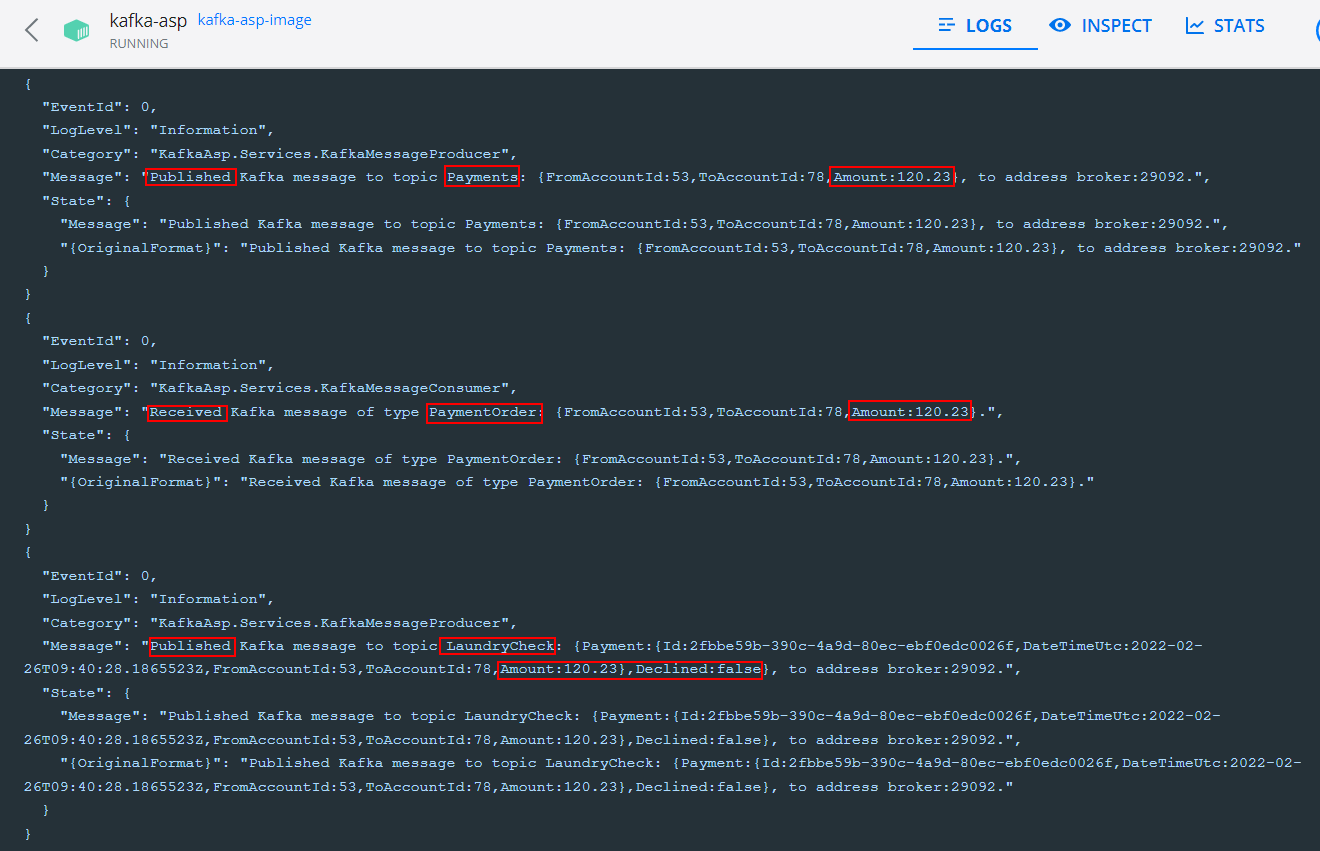 kafka-asp kafka-asp-image
RUNNING
LOGS INSPECT STATS
{
"EventId": 0,
"LogLevel": "Information",
"Category": "KafkaAsp.Services.KafkaMessageProducer",
"Message": "Published Kafka message to topic Payments: {FromAccountId:53,ToAccountId:78,Amount:120.23}, to address broker:29092.",
"State": {
"Message": "Published Kafka message to topic Payments: {FromAccountId:53,ToAccountId:78,Amount:120.23}, to address broker:29092.",
"{OriginalFormat}": "Published Kafka message to topic Payments: {FromAccountId:53,ToAccountId:78,Amount:120.23}, to address broker:29092."
}
}
{
"EventId": 0,
"LogLevel": "Information",
"Category": "KafkaAsp.Services.KafkaMessageConsumer",
"Message": "Received Kafka message of type PaymentOrder: {FromAccountId:53,ToAccountId:78,Amount:120.23}.",
"State": {
"Message": "Received Kafka message of type PaymentOrder: {FromAccountId:53,ToAccountId:78,Amount:120.23}.",
"{OriginalFormat}": "Received Kafka message of type PaymentOrder: {FromAccountId:53,ToAccountId:78,Amount:120.23}."
}
}
{
"EventId": 0,
"LogLevel": "Information",
"Category": "KafkaAsp.Services.KafkaMessageProducer",
"Message": "Published Kafka message to topic LaundryCheck: {Payment:{Id:2fbbe59b-390c-4a9d-80ec-ebf0edc0026f,DateTimeUtc:2022-02-
26T09:40:28.1865523Z,FromAccountId:53,ToAccountId:78,Amount:120.23},Declined:false}, to address broker:29092.",
"State": {
"Message": "Published Kafka message to topic LaundryCheck: {Payment:{Id:2fbbe59b-390c-4a9d-80ec-ebf0edc0026f,DateTimeUtc:2022-02-
26T09:40:28.1865523Z,FromAccountId:53,ToAccountId:78,Amount:120.23},Declined:false}, to address broker:29092.",
"{OriginalFormat}": "Published Kafka message to topic LaundryCheck: {Payment:{Id:2fbbe59b-390c-4a9d-80ec-ebf0edc0026f,DateTimeUtc:2022-02-
26T09:40:28.1865523Z,FromAccountId:53,ToAccountId:78,Amount:120.23},Declined:false}, to address broker:29092."
}
}